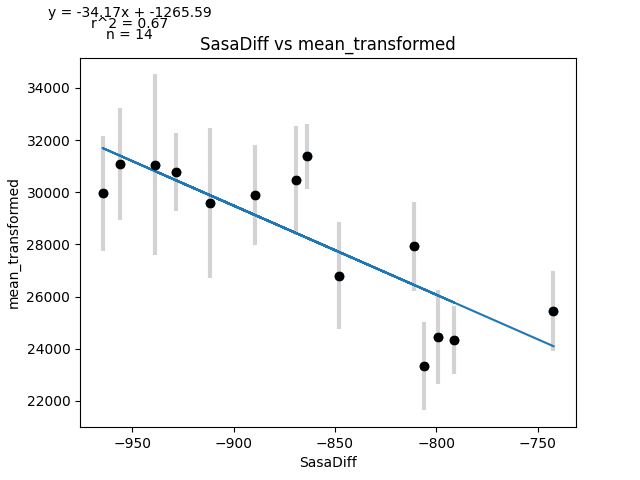 y = -34.17x + -1265.59
r^2 = 0.67
n = 14
SasaDiff vs mean_transformed
mean_transformed
34000
32000
30000
28000
26000
24000
22000
−950
−900
−850
−800
−750
SasaDiff